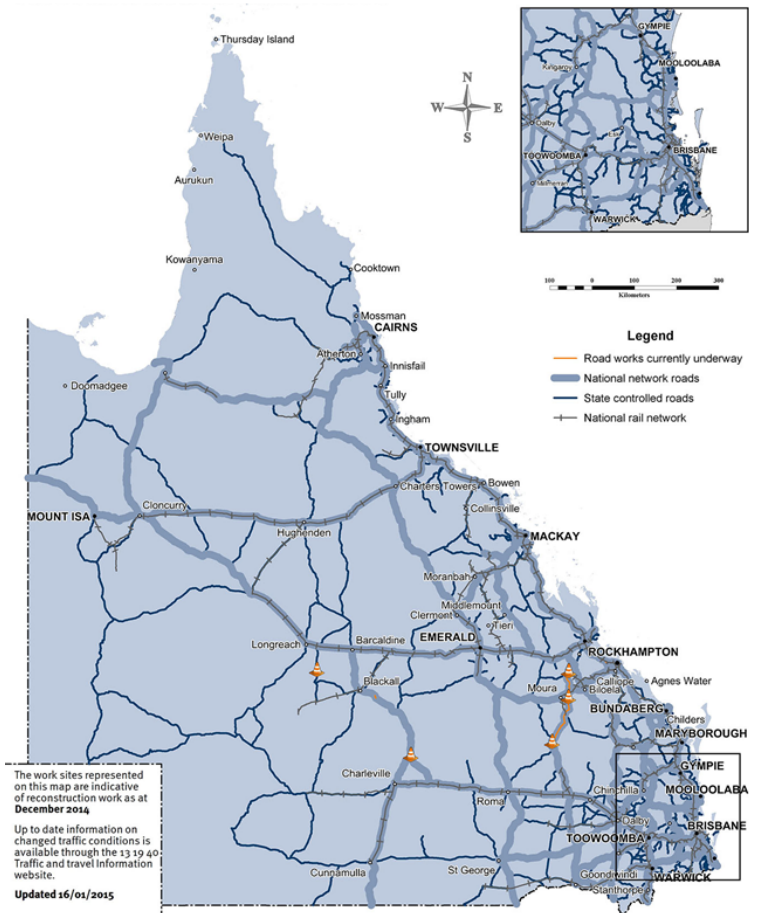 Thursday Island
Weipa
Aurukun
Kowanyama
Cooktown
Mossman
CAIRNS
Atherton
Innisfail
Doomadgee
Tully
Ingham
TOWNSVILLE
Charters Towers
Bowen
Cloncurry
Collinsville
MOUNT ISA
Hughenden
MACKAY
Moranbah
Middlemount
Clermont
Tieri
EMERALD
Longreach
Barcaldine
ROCKHAMPTON
Blackall
Calliope
Agnes Water
Moura
Biloela
BUNDABERG
Childers
MARYBOROUGH
GYMPIE
Charleville
Chinchilla
MOOLOOLABA
Roma
Dalby
BRISBANE
TOOWOOMBA
Cunnamulla
St George
Goondiwindi
WARWICK
Stanthorpe
N
W E
S
GYMPIE
MOOLOOLABA
Kingaroy
Dalby
Esk
BRISBANE
TOOWOOMBA
Millmerran
WARWICK
100 0 100 200 300
Kilometers
Legend
Road works currently underway
National network roads
State controlled roads
National rail network
The work sites represented
on this map are indicative
of reconstruction work as at
December 2014
Up to date information on
changed traffic conditions is
available through the 13 19 40
Traffic and travel Information
website.
Updated 16/01/2015